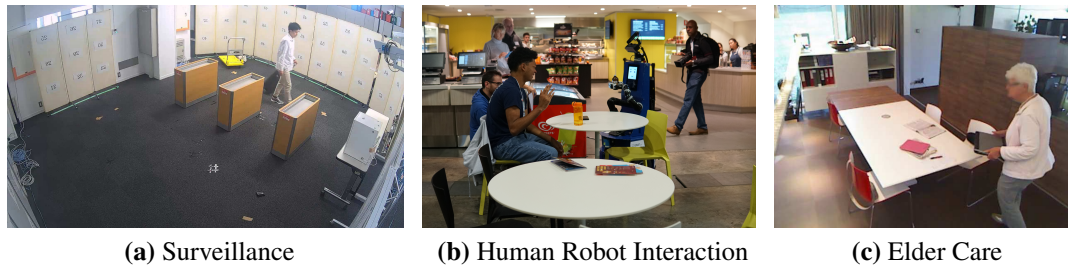 (a) Surveillance
(b) Human Robot Interaction
(c) Elder Care